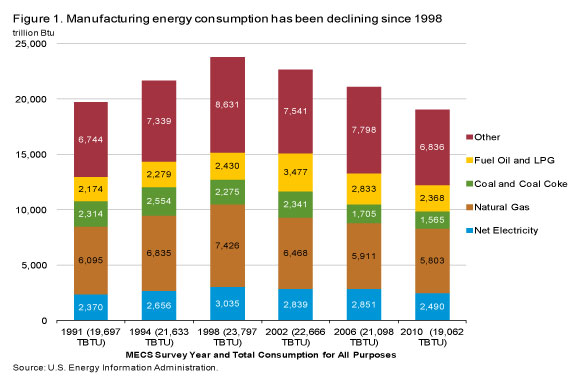 Figure 1. Manufacturing energy consumption has been declining since 1998
trillion Btu
25,000
20,000
15,000
10,000
5,000
0
6,744
7,339
8,631
7,541
7,798
6,836
2,174
2,279
2,430
3,477
2,833
2,368
2,314
2,554
2,275
2,341
1,705
1,565
6,095
6,835
7,426
6,468
5,911
5,803
2,370
2,656
3,035
2,839
2,851
2,490
Other
Fuel Oil and LPG
Coal and Coal Coke
Natural Gas
Net Electricity
1991 (19,697
TBTU)
1994 (21,633
TBTU)
1998 (23,797
TBTU)
2002 (22,666
TBTU)
2006 (21,098
TBTU)
2010 (19,062
TBTU)
MECS Survey Year and Total Consumption for All Purposes
Source: U.S. Energy Information Administration.